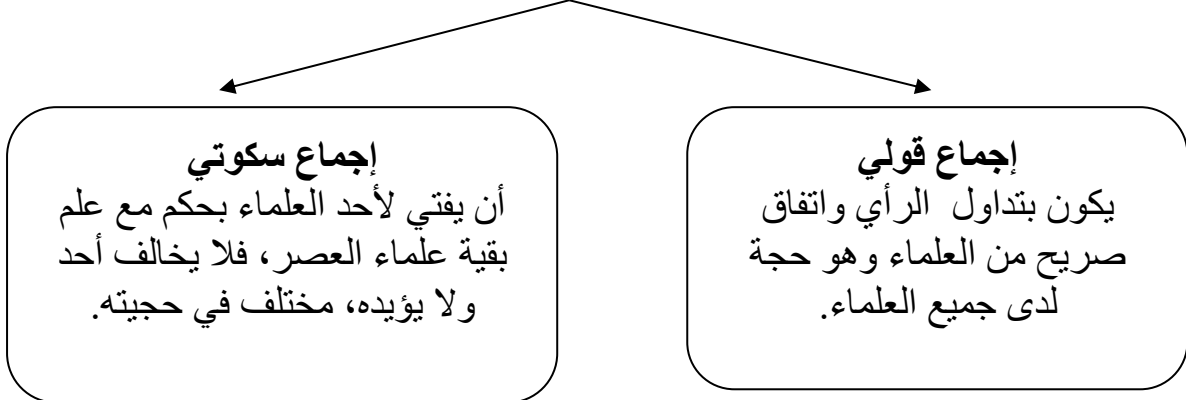 إجماع قولي
يكون بتداول الرأي واتفاق
صريح من العلماء وهو حجة
لدى جميع العلماء.
إجماع سكوتي
أن يفتي لأحد العلماء بحكم مع علم
بقية علماء العصر، فلا يخالف أحد
ولا يؤيده، مختلف في حجيته.